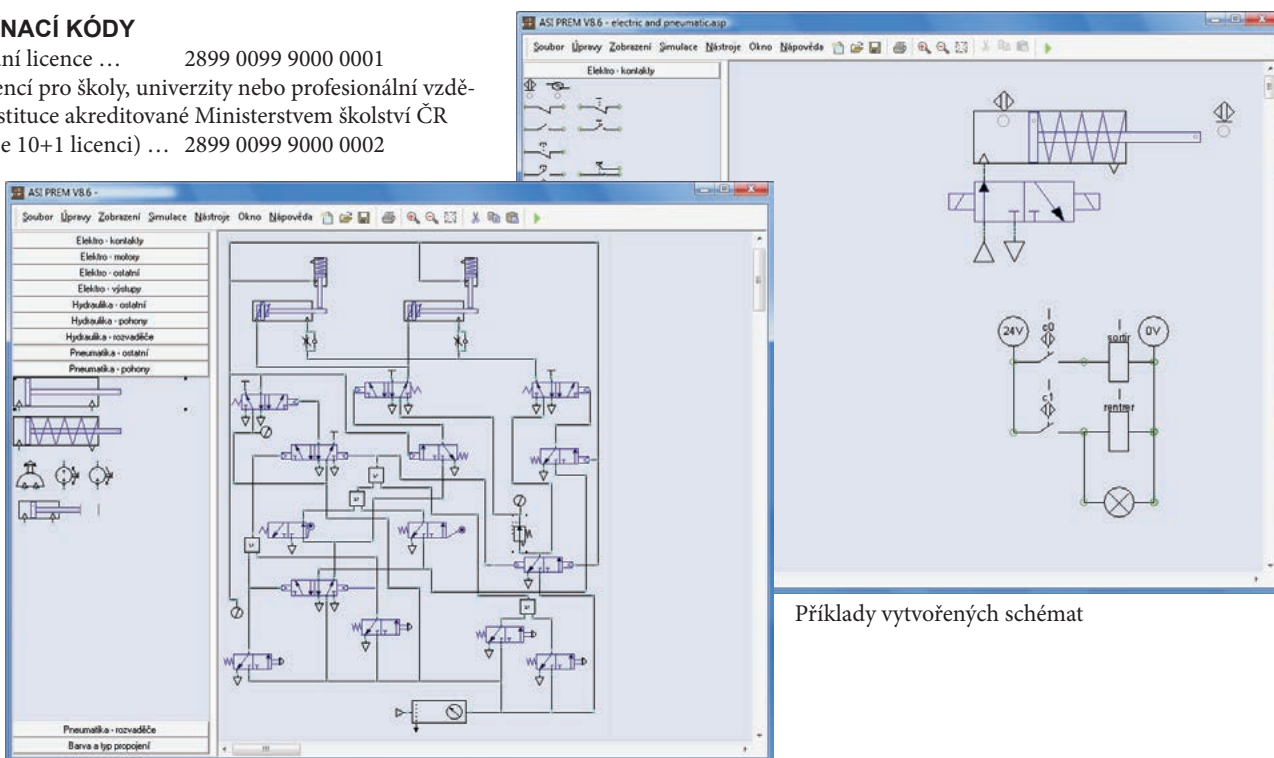 NACÍ KÓDY
ní licence … 2899 0099 9000 0001
encí pro školy, univerzity nebo profesionální vzdě-
stituce akreditované Ministerstvem školství ČR
e 10+1 licenci) … 2899 0099 9000 0002
ASI PREM V8.6 - electric and pneumatic.asp
Soubor Úpravy Zobrazení Simulace Nástroje Okno Nápověda
Elektro - kontakty
24V
c0
sortir
0V
c1
rentrer
ASI PREM V8.6 -
Soubor Úpravy Zobrazení Simulace Nástroje Okno Nápověda
Elektro - kontakty
Elektro - motory
Elektro - ostatní
Elektro - výstupy
Hydraulika - ostatní
Hydraulika - pohony
Hydraulika - rozvaděče
Pneumatika - ostatní
Pneumatika - pohony
Pneumatika - rozvaděče
Barva a typ propojení
Příklady vytvořených schémat